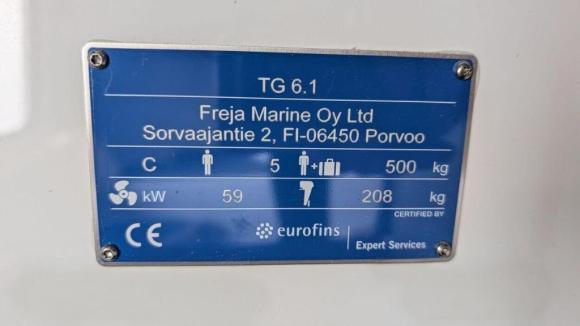 TG 6.1
Freja Marine Oy Ltd
Sorvaajantie 2, FI-06450 Porvoo
C 5 + 500 kg
kW 59 208 kg
CERTIFIED BY
CE eurofins Expert Services